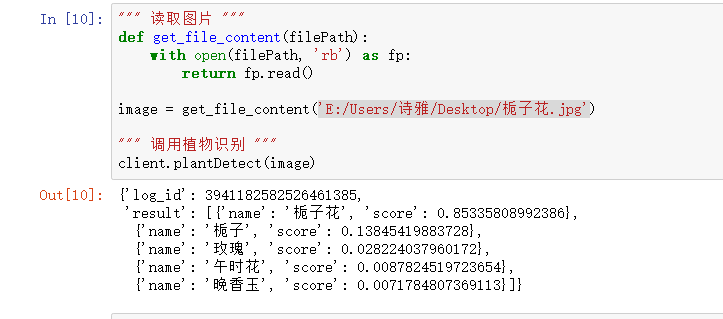 In [10]: """ 读取图片 """
def get_file_content(filePath):
    with open(filePath, 'rb') as fp:
        return fp.read()
image = get_file_content('E:/Users/诗雅/Desktop/栀子花.jpg')
""" 调用植物识别 """
client.plantDetect(image)
Out[10]: {'log_id': 3941182582526461385,
 'result': [{'name': '栀子花', 'score': 0.85335808992386},
  {'name': '栀子', 'score': 0.13845419883728},
  {'name': '玫瑰', 'score': 0.028224037960172},
  {'name': '午时花', 'score': 0.0087824519723654},
  {'name': '晚香玉', 'score': 0.0071784807369113}]}